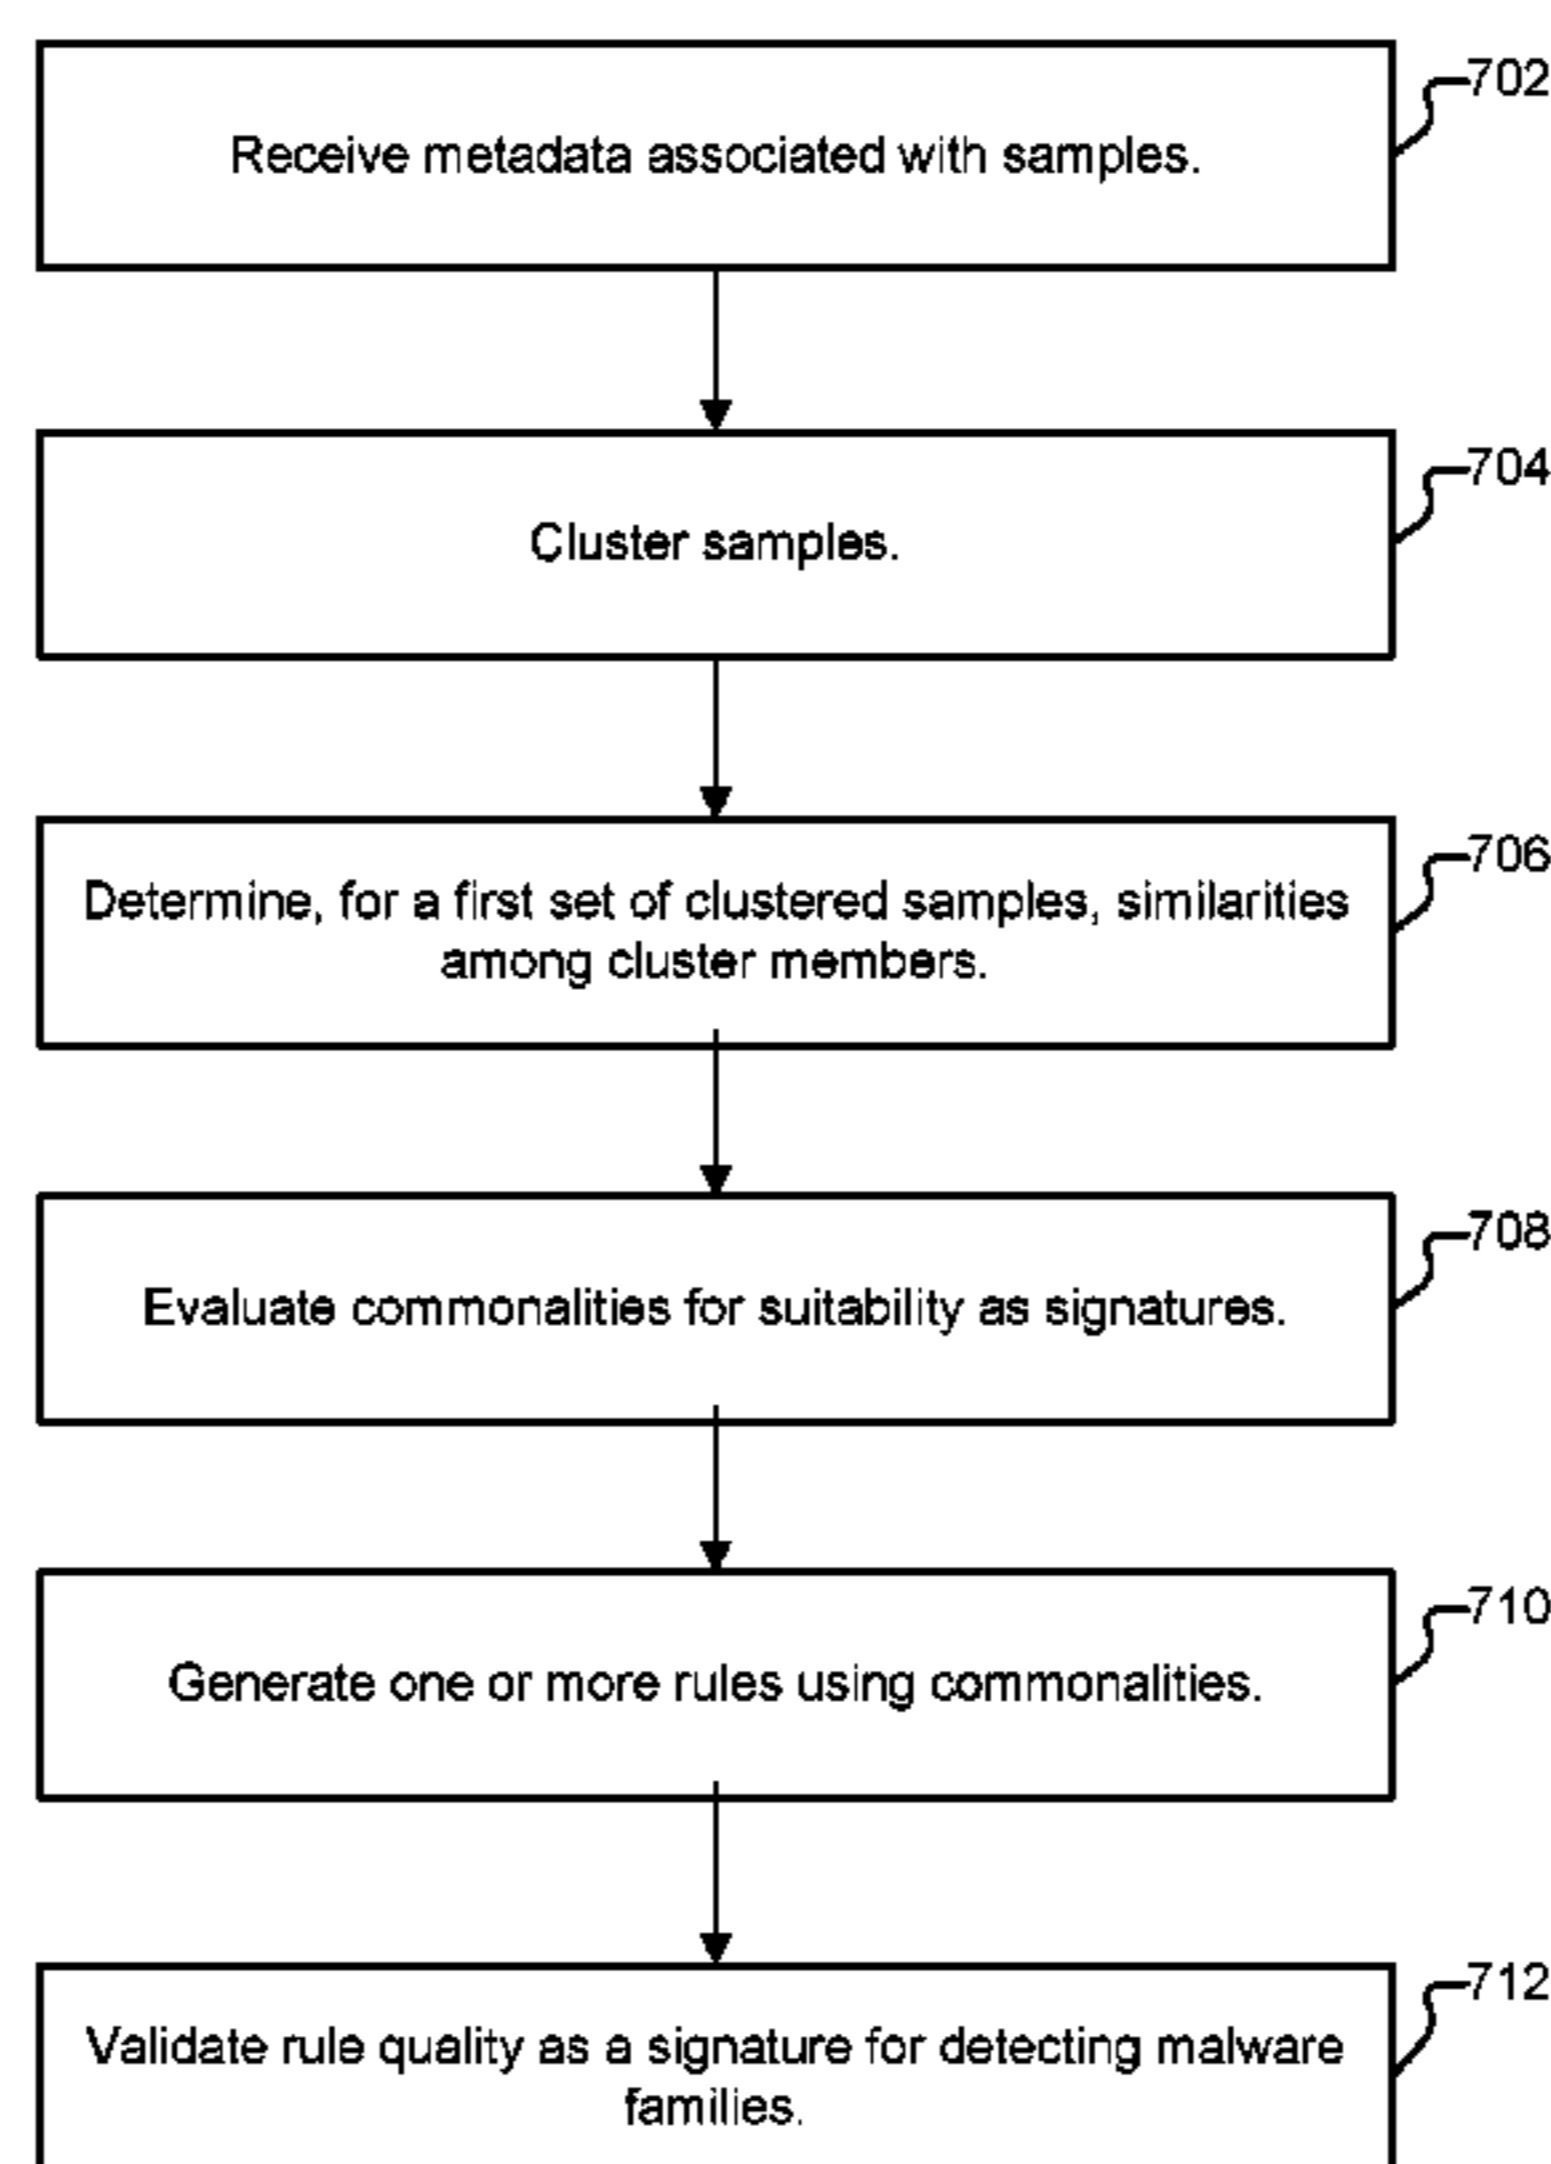 702
Receive metadata associated with samples.
704
Cluster samples.
706
Determine, for a first set of clustered samples, similarities
among cluster members.
708
Evaluate commonalities for suitability as signatures.
710
Generate one or more rules using commonalities.
712
Validate rule quality as a signature for detecting malware
families.